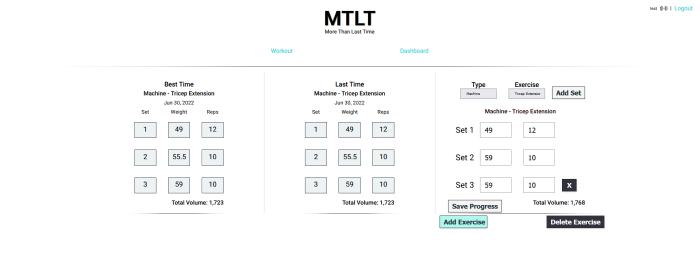 test
| Logout
MTLT
More Than Last Time
Workout Dashboard
Best Time
Machine - Tricep Extension
Jun 30, 2022
Set Weight Reps
1 49 12
2 55.5 10
3 59 10
Total Volume: 1,723
Last Time
Machine - Tricep Extension
Jun 30, 2022
Set Weight Reps
1 49 12
2 55.5 10
3 59 10
Total Volume: 1,723
Type Exercise
Machine Tricep Extension Add Set
Machine - Tricep Extension
Set 1 49 12
Set 2 59 10
Set 3 59 10 X
Save Progress Total Volume: 1,768
Add Exercise Delete Exercise